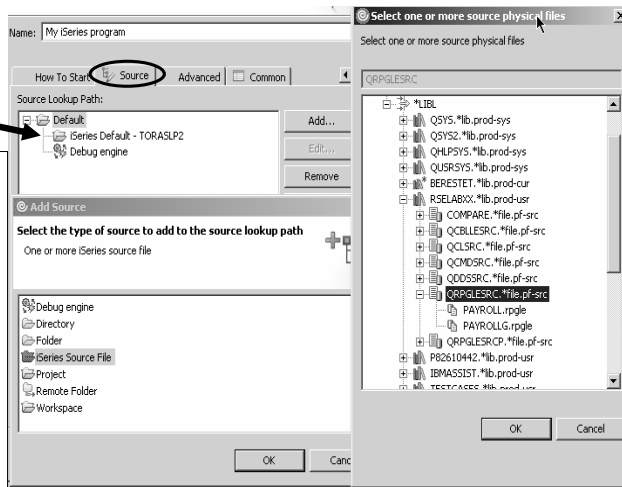 Name: My iSeries program
How To Start Source Advanced Common
Source Lookup Path:
Default
iSeries Default - TORASLP2
Debug engine
Add...
Edit...
Remove
Add Source
Select the type of source to add to the source lookup path
One or more iSeries source file
Debug engine
Directory
Folder
iSeries Source File
Project
Remote Folder
Workspace
OK Canc
Select one or more source physical files
Select one or more source physical files
QRPGLESRC
*LIBL
QSYS.*lib.prod-sys
QSYS2.*lib.prod-sys
QHLPSYS.*lib.prod-sys
QUSRSYS.*lib.prod-sys
BERESTET.*lib.prod-cur
RSELABXX.*lib.prod-usr
COMPARE.*file.pf-src
QCBLLESRC.*file.pf-src
QCLSRC.*file.pf-src
QCMDSRC.*file.pf-src
QDDSSRC.*file.pf-src
QRPGLESRC.*file.pf-src
PAYROLL.rpgle
PAYROLLG.rpgle
QRPGLESRCP.*file.pf-src
P82610442.*lib.prod-usr
IBMASSIST.*lib.prod-usr
TESTCASES.*lib.prod-usr
OK Cancel